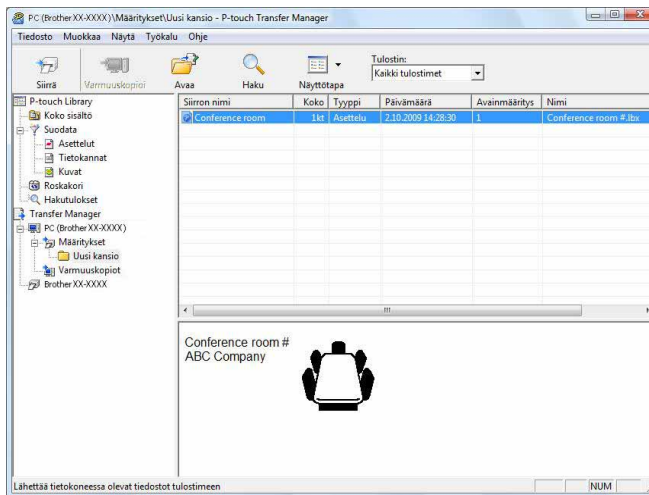 PC (Brother XX-XXXX)\Määritykset\Uusi kansio - P-touch Transfer Manager
Tiedosto Muokkaa Näytä Työkalu Ohje
Siirrä Varmuuskopioi Avaa Haku Näyttötapa
Tulostin:
Kaikki tulostimet
P-touch Library
Koko sisältö
Suodata
Asettelut
Tietokannat
Kuvat
Roskakori
Hakutulokset
Transfer Manager
PC (Brother XX-XXXX)
Määritykset
Uusi kansio
Varmuuskopiot
Brother XX-XXXX
Siirron nimi Koko Tyyppi Päivämäärä Avainmääritys Nimi
Conference room 1kt Asettelu 2.10.2009 14:28:30 1 Conference room #.lbx
Conference room #
ABC Company
Lähettää tietokoneessa olevat tiedostot tulostimeen
NUM